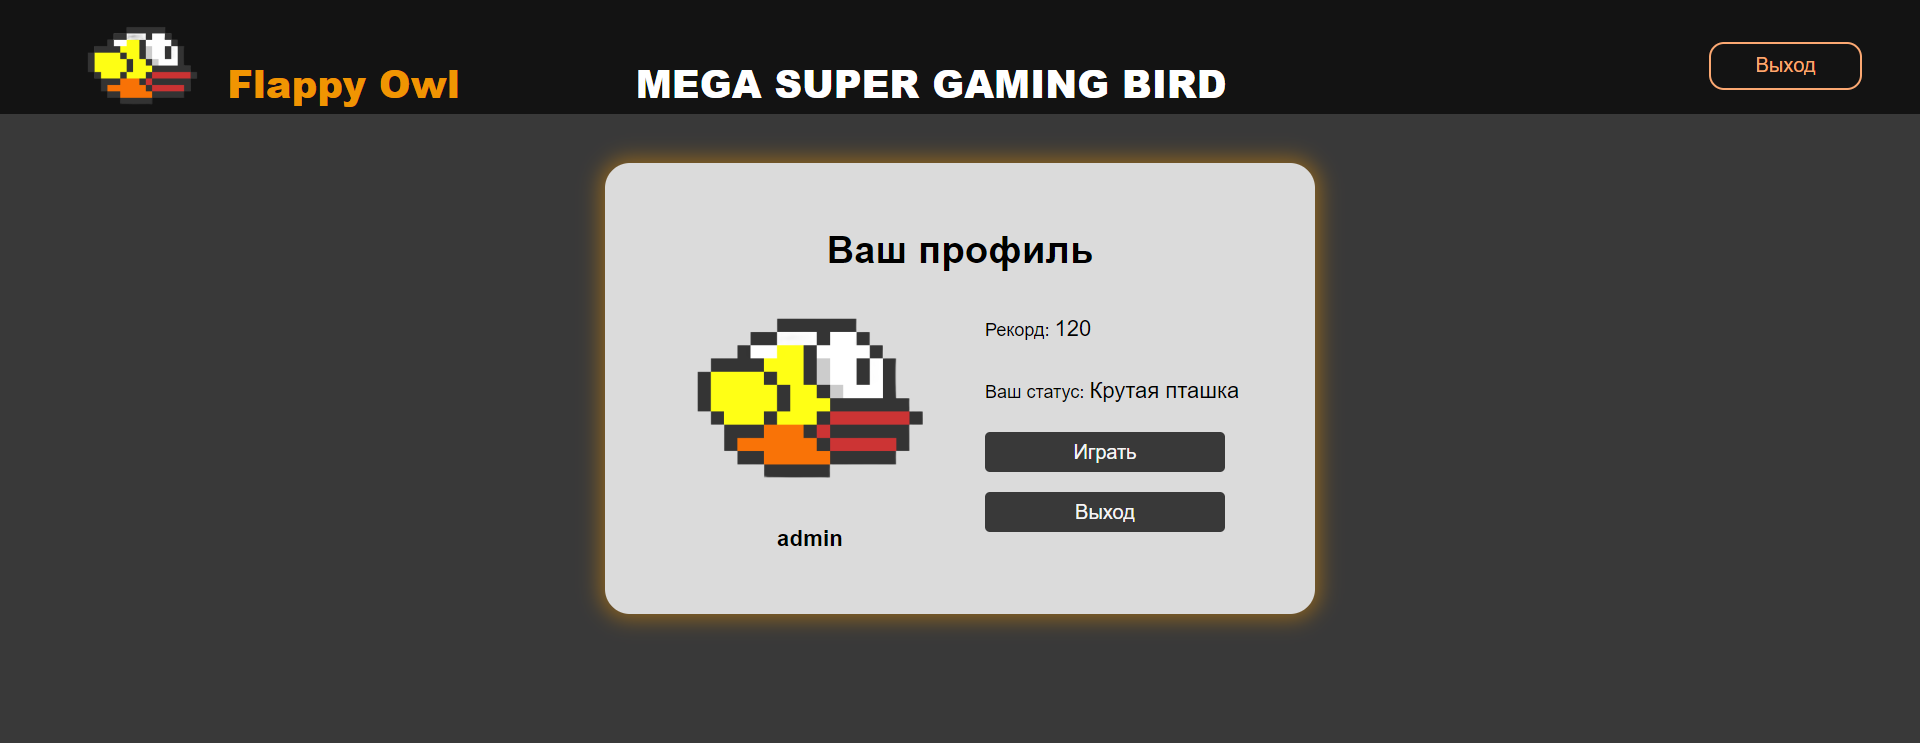 Flappy Owl
MEGA SUPER GAMING BIRD
Выход
Ваш профиль
Рекорд: 120
Ваш статус: Крутая пташка
Играть
Выход
admin